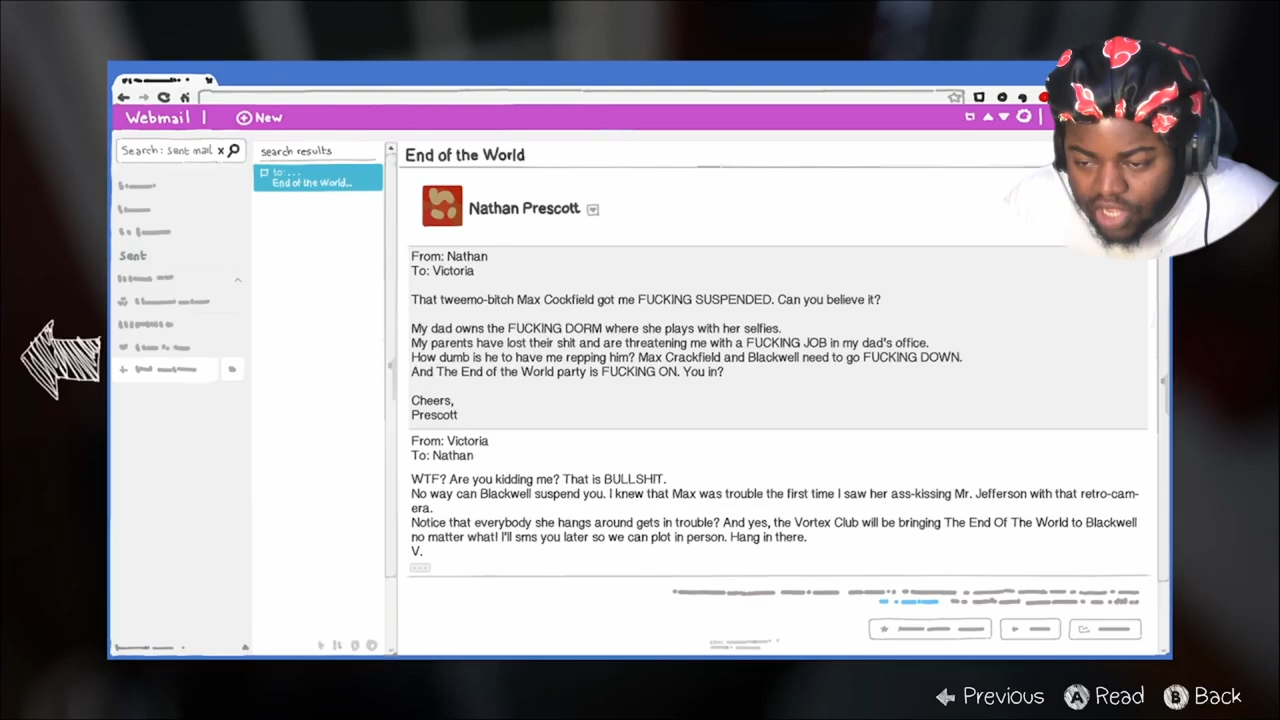 Webmail | New
Search: sent mail x
search results
End of the World
to:...
End of the World...
Nathan Prescott
Sent
From: Nathan
To: Victoria
That tweemo-bitch Max Cockfield got me FUCKING SUSPENDED. Can you believe it?
My dad owns the FUCKING DORM where she plays with her selfies.
My parents have lost their shit and are threatening me with a FUCKING JOB in my dad's office.
How dumb is he to have me repping him? Max Crackfield and Blackwell need to go FUCKING DOWN.
And The End of the World party is FUCKING ON. You in?
Cheers,
Prescott
From: Victoria
To: Nathan
WTF? Are you kidding me? That is BULLSHIT.
No way can Blackwell suspend you. I knew that Max was trouble the first time I saw her ass-kissing Mr. Jefferson with that retro-cam-
era.
Notice that everybody she hangs around gets in trouble? And yes, the Vortex Club will be bringing The End Of The World to Blackwell
no matter what! I'll sms you later so we can plot in person. Hang in there.
V.
Previous A Read B Back